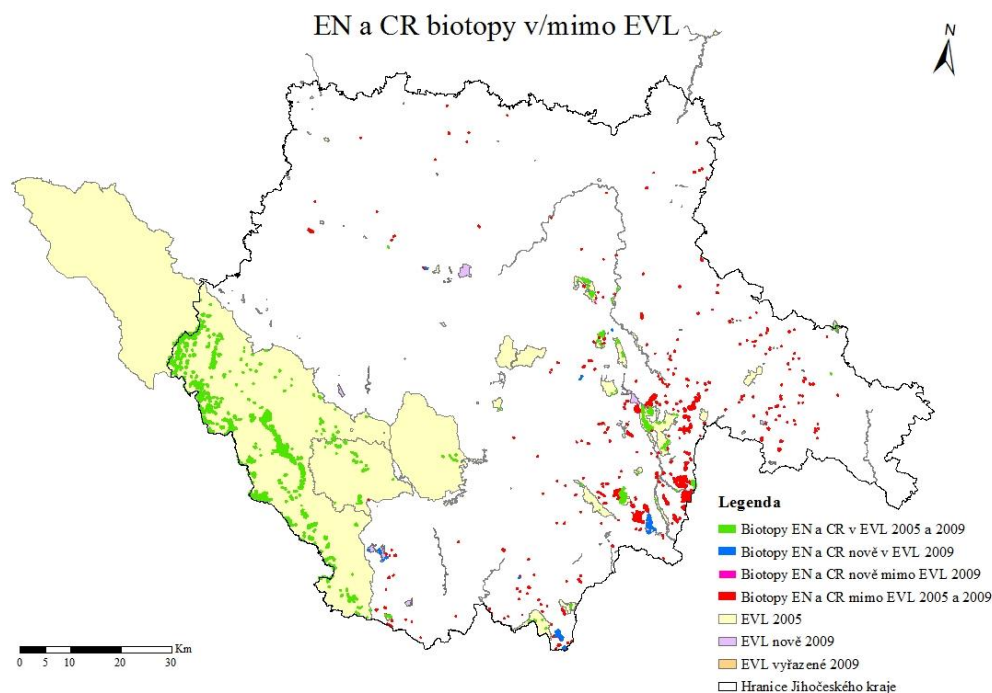 EN a CR biotopy v/mimo EVL
N
Legenda
Biotopy EN a CR v EVL 2005 a 2009
Biotopy EN a CR nově v EVL 2009
Biotopy EN a CR nově mimo EVL 2009
Biotopy EN a CR mimo EVL 2005 a 2009
EVL 2005
EVL nově 2009
EVL vyřazené 2009
Hranice Jihočeského kraje
Km
0 5 10 20 30